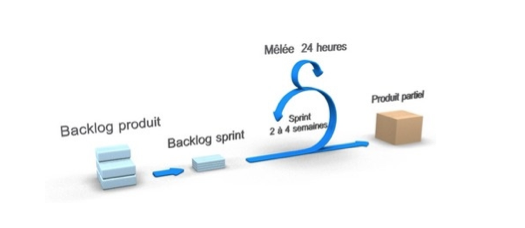 Mêlée 24 heures
Backlog produit
Backlog sprint
Sprint
2 à 4 semaines
Produit partiel